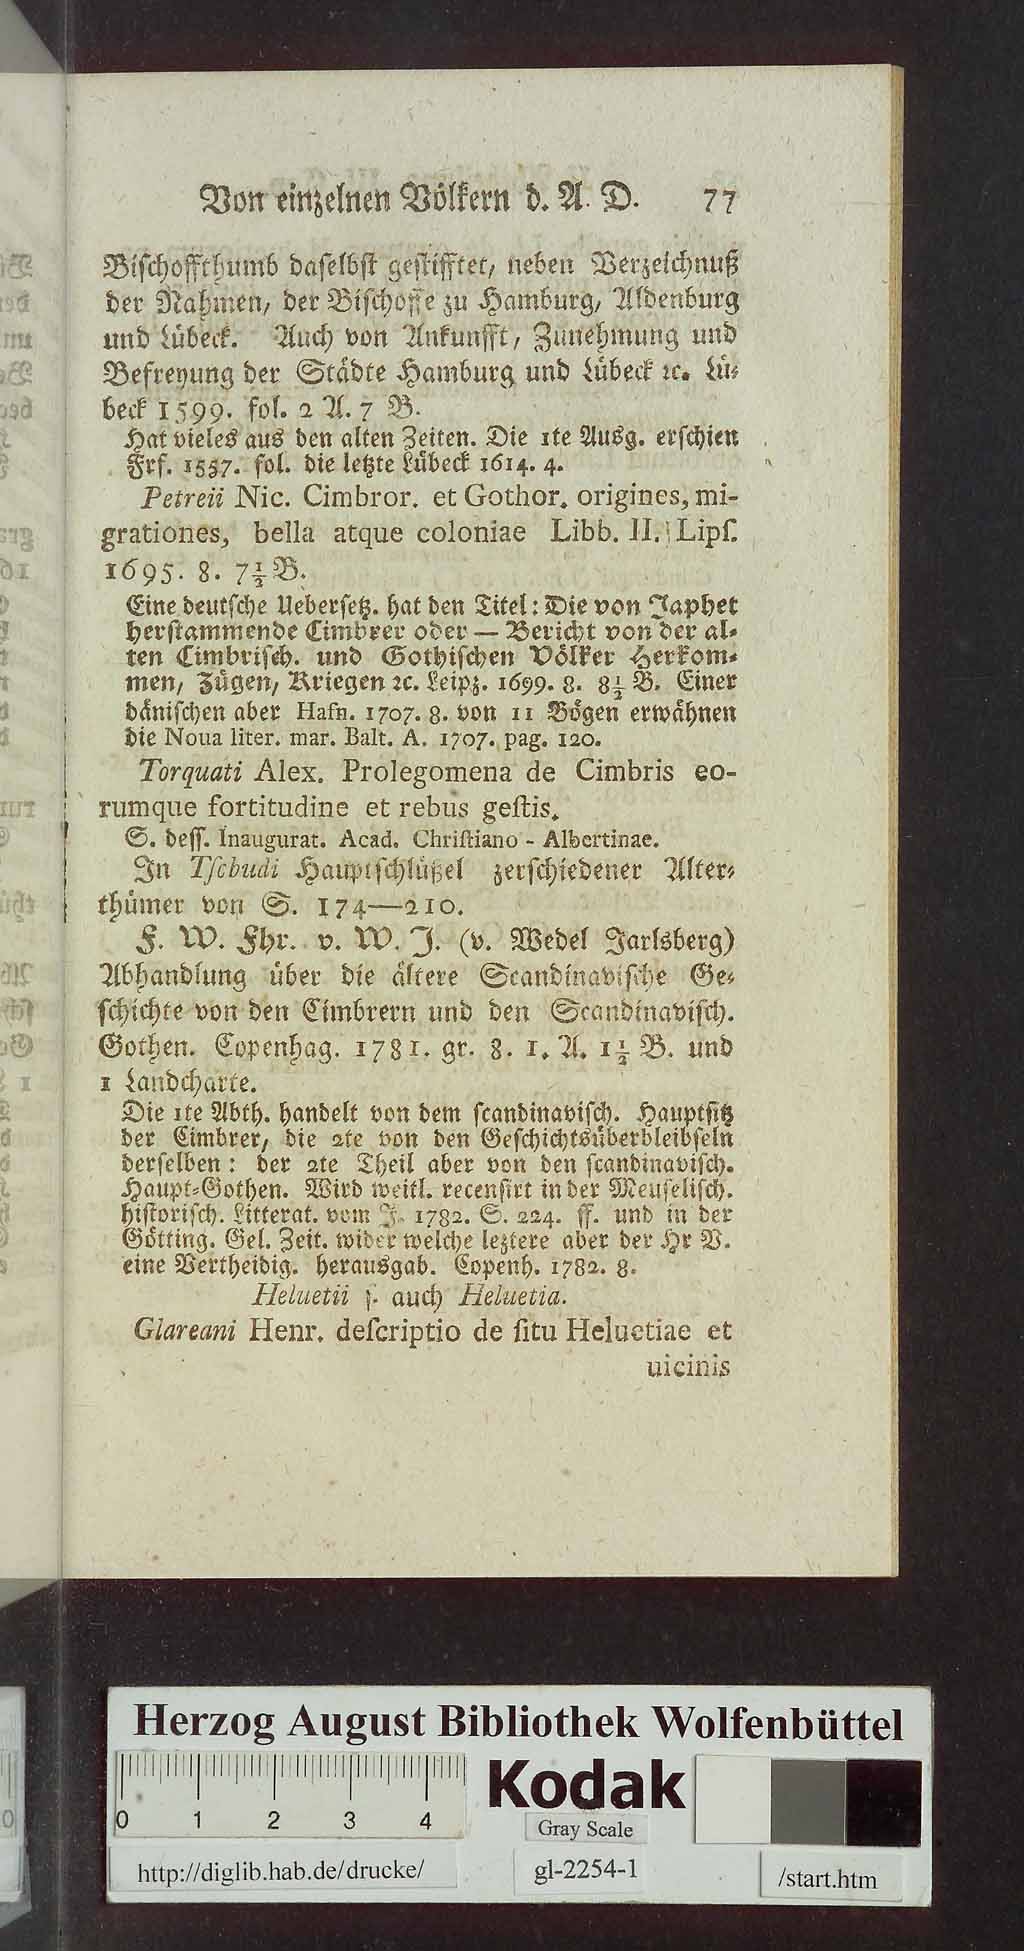 Von einzelnen Völkern d. A. D. 77
Bischoffthumb daselbst gestifftet, neben Verzeichnuß
der Nahmen, der Bischoffe zu Hamburg, Aldenburg
und Lübeck. Auch von Ankunfft, Zunehmung und
Befreyung der Städte Hamburg und Lübeck ꝛc. Lü-
beck 1599. fol. 2 A. 7 B.
Hat vieles aus den alten Zeiten. Die 1te Ausg. erschien
Frf. 1557. fol. die letzte Lübeck 1614. 4.
Petreii Nic. Cimbror. et Gothor. origines, mi-
grationes, bella atque coloniae Libb. II. Lipſ.
1695. 8. 7½ B.
Eine deutsche Uebersetz. hat den Titel: Die von Japhet
herstammende Cimbrer oder — Bericht von der al-
ten Cimbrisch. und Gothischen Völker Herkom-
men, Zügen, Kriegen ꝛc. Leipz. 1699. 8. 8½ B. Einer
dänischen aber Hafn. 1707. 8. von 11 Bögen erwähnen
die Noua liter. mar. Balt. A. 1707. pag. 120.
Torquati Alex. Prolegomena de Cimbris eo-
rumque fortitudine et rebus geſtis.
S. dess. Inaugurat. Acad. Chriſtiano - Albertinae.
In Tſchudi Hauptschlüßel zerschiedener Alter-
thümer von S. 174—210.
F. W. Fhr. v. W. J. (v. Wedel Jarlsberg)
Abhandlung über die ältere Scandinavische Ge-
schichte von den Cimbrern und den Scandinavisch.
Gothen. Copenhag. 1781. gr. 8. 1. A. 1½ B. und
1 Landcharte.
Die 1te Abth. handelt von dem scandinavisch. Hauptsitz
der Cimbrer, die 2te von den Geschichtsüberbleibseln
derselben: der 2te Theil aber von den scandinavisch.
Haupt-Gothen. Wird weitl. recensirt in der Meuselisch.
historisch. Litterat. vom J. 1782. S. 224. ff. und in der
Götting. Gel. Zeit. wider welche leztere aber der Hr V.
eine Vertheidig. herausgab. Copenh. 1782. 8.
Heluetii s. auch Heluetia.
Glareani Henr. deſcriptio de ſitu Heluetiae et
uicinis
Herzog August Bibliothek Wolfenbüttel
0 1 2 3 4
Kodak
Gray Scale
http://diglib.hab.de/drucke/
gl-2254-1
/start.htm